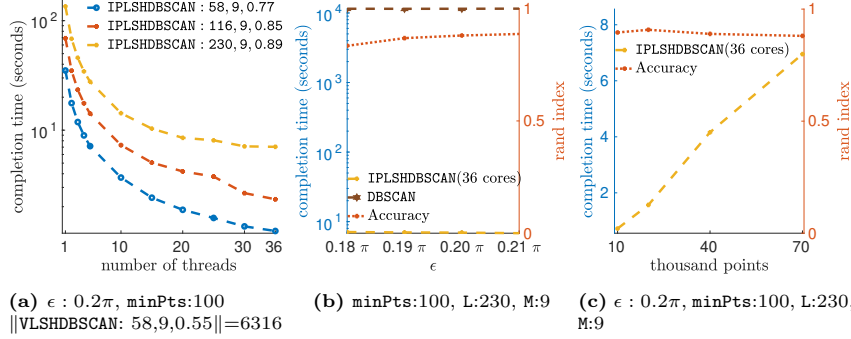 IPLSHDBSCAN: 58, 9, 0.77
IPLSHDBSCAN: 116, 9, 0.85
IPLSHDBSCAN: 230, 9, 0.89
10²
10¹
completion time (seconds)
1 10 20 30 36
number of threads
(a) ϵ : 0.2π, minPts:100
‖VLSHDBSCAN: 58,9,0.55‖=6316
10⁴
10³
10²
10¹
completion time (seconds)
IPLSHDBSCAN(36 cores)
DBSCAN
Accuracy
1
0.5
0
rand index
0.18 π 0.19 π 0.20 π 0.21 π
ϵ
(b) minPts:100, L:230, M:9
8
6
4
2
completion time (seconds)
IPLSHDBSCAN(36 cores)
Accuracy
1
0.5
0
rand index
10 40 70
thousand points
(c) ϵ : 0.2π, minPts:100, L:230,
M:9